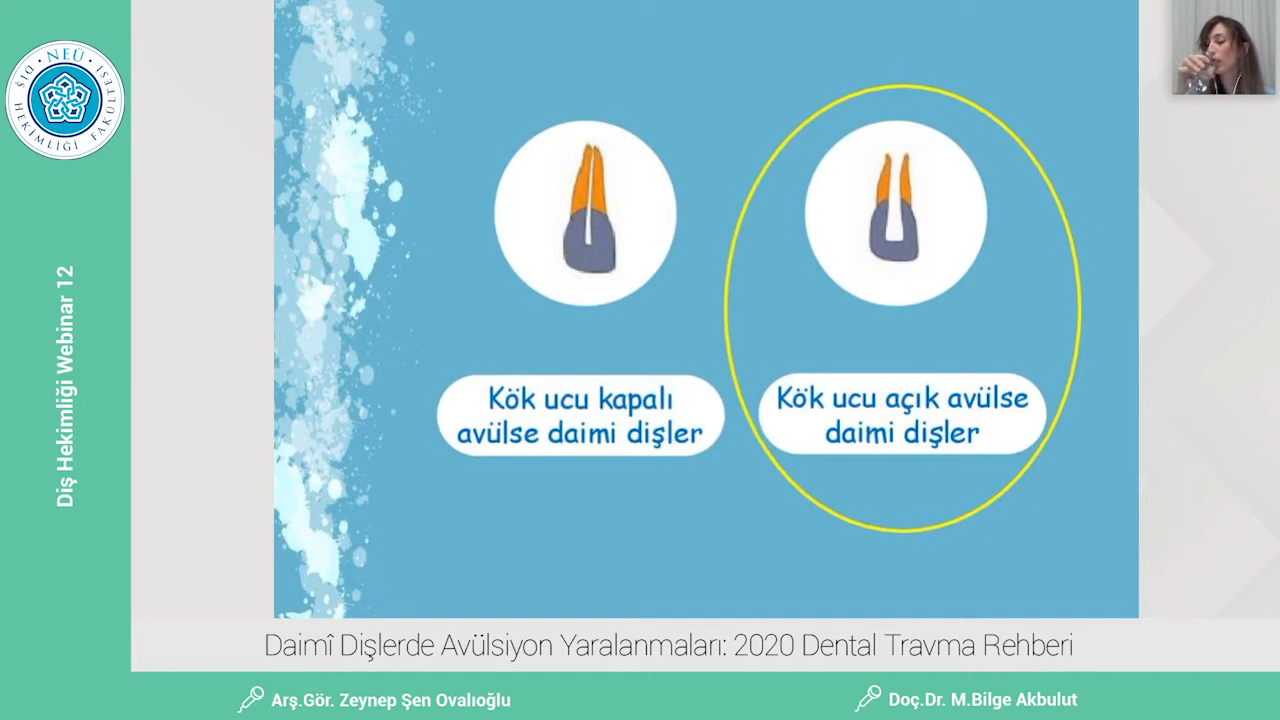 NEÜ
DİŞ HEKİMLİĞİ FAKÜLTESİ
Diş Hekimliği Webinar 12
Kök ucu kapalı
avülse daimi dişler
Kök ucu açık avülse
daimi dişler
Daimî Dişlerde Avülsiyon Yaralanmaları: 2020 Dental Travma Rehberi
Arş.Gör. Zeynep Şen Ovalıoğlu
Doç.Dr. M.Bilge Akbulut